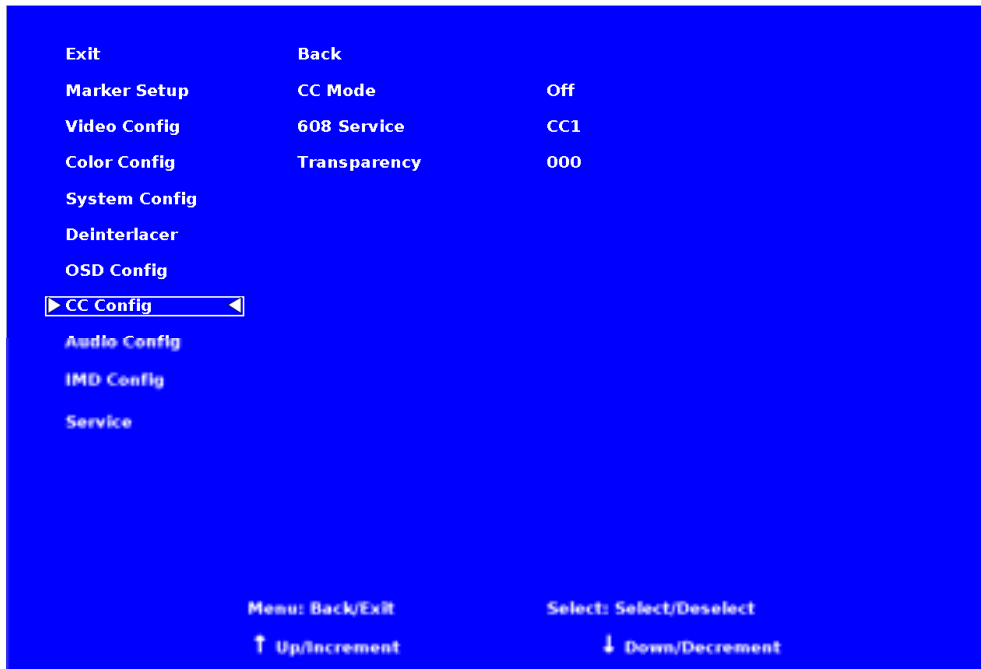 Exit Back
Marker Setup CC Mode Off
Video Config 608 Service CC1
Color Config Transparency 000
System Config
Deinterlacer
OSD Config
CC Config
Audio Config
IMD Config
Service
Menu: Back/Exit Select: Select/Deselect
↑ Up/Increment ↓ Down/Decrement